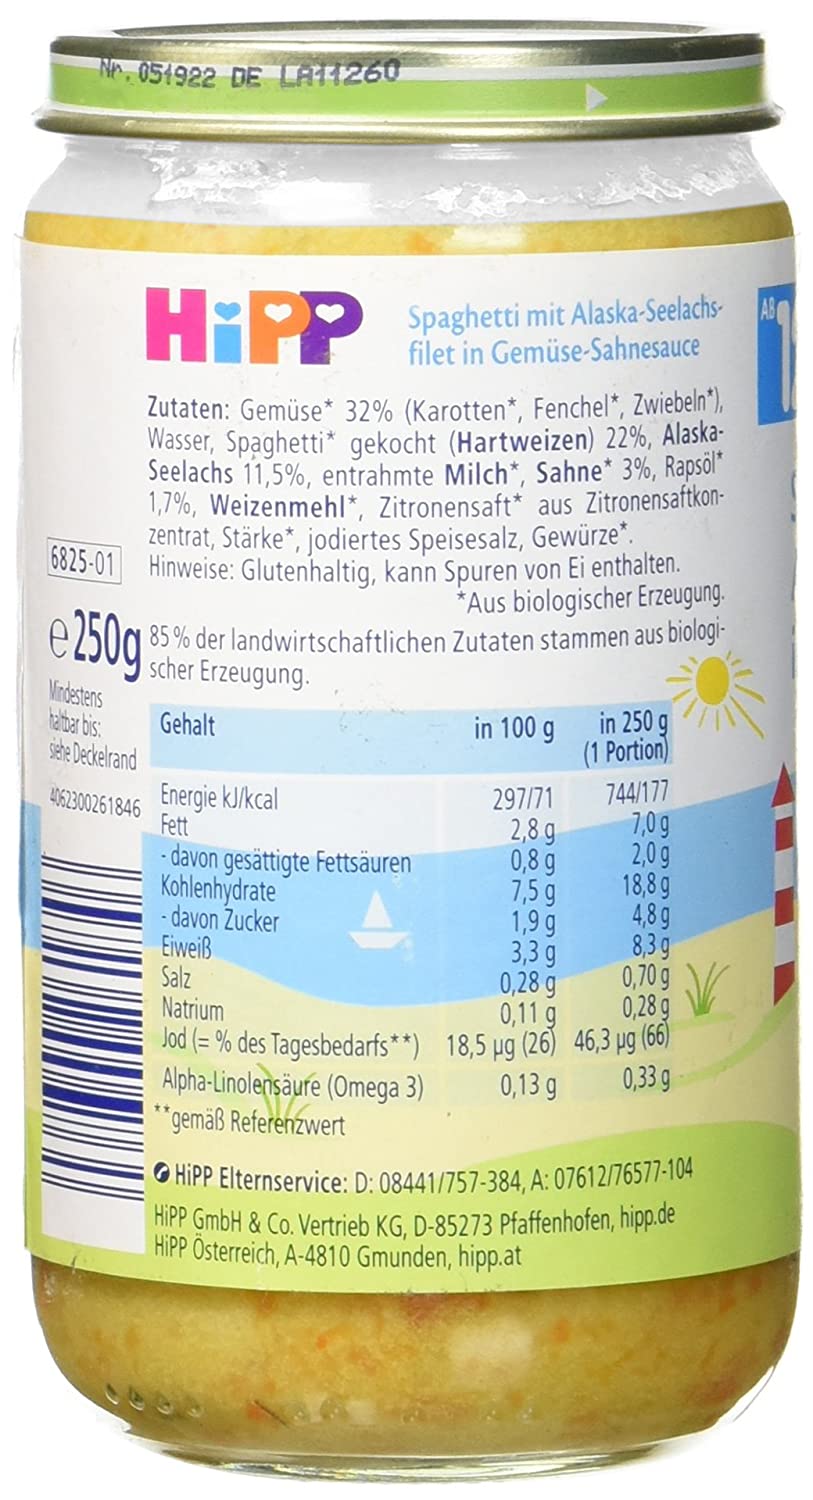 Nr. 051922 DE LA11260
HiPP
Spaghetti mit Alaska-Seelachs-
filet in Gemüse-Sahnesauce
AB
Zutaten: Gemüse* 32% (Karotten*, Fenchel*, Zwiebeln*),
Wasser, Spaghetti* gekocht (Hartweizen) 22%, Alaska-
Seelachs 11,5%, entrahmte Milch*, Sahne* 3%, Rapsöl*
1,7%, Weizenmehl*, Zitronensaft* aus Zitronensaftkon-
zentrat, Stärke*, jodiertes Speisesalz, Gewürze*.
Hinweise: Glutenhaltig, kann Spuren von Ei enthalten.
*Aus biologischer Erzeugung.
85% der landwirtschaftlichen Zutaten stammen aus biologi-
scher Erzeugung.
6825-01
e 250g
Mindestens
haltbar bis:
siehe Deckelrand
4062300261846
Gehalt in 100 g in 250 g
(1 Portion)
Energie kJ/kcal 297/71 744/177
Fett 2,8 g 7,0 g
- davon gesättigte Fettsäuren 0,8 g 2,0 g
Kohlenhydrate 7,5 g 18,8 g
- davon Zucker 1,9 g 4,8 g
Eiweiß 3,3 g 8,3 g
Salz 0,28 g 0,70 g
Natrium 0,11 g 0,28 g
Jod (= % des Tagesbedarfs**) 18,5 µg (26) 46,3 µg (66)
Alpha-Linolensäure (Omega 3) 0,13 g 0,33 g
**gemäß Referenzwert
HiPP Elternservice: D: 08441/757-384, A: 07612/76577-104
HiPP GmbH & Co. Vertrieb KG, D-85273 Pfaffenhofen, hipp.de
HiPP Österreich, A-4810 Gmunden, hipp.at